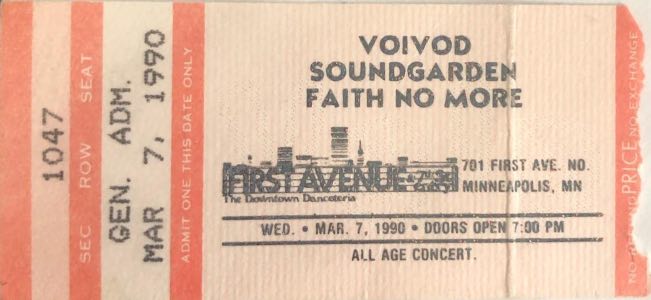 1047
SEC ROW SEAT
GEN. ADM.
MAR 7, 1990
ADMIT ONE THIS DATE ONLY
VOIVOD
SOUNDGARDEN
FAITH NO MORE
FIRST AVENUE
The Downtown Danceteria
701 FIRST AVE. NO.
MINNEAPOLIS, MN
WED. • MAR. 7, 1990 • DOORS OPEN 7:00 PM
ALL AGE CONCERT.
PRICE NO EXCHANGE